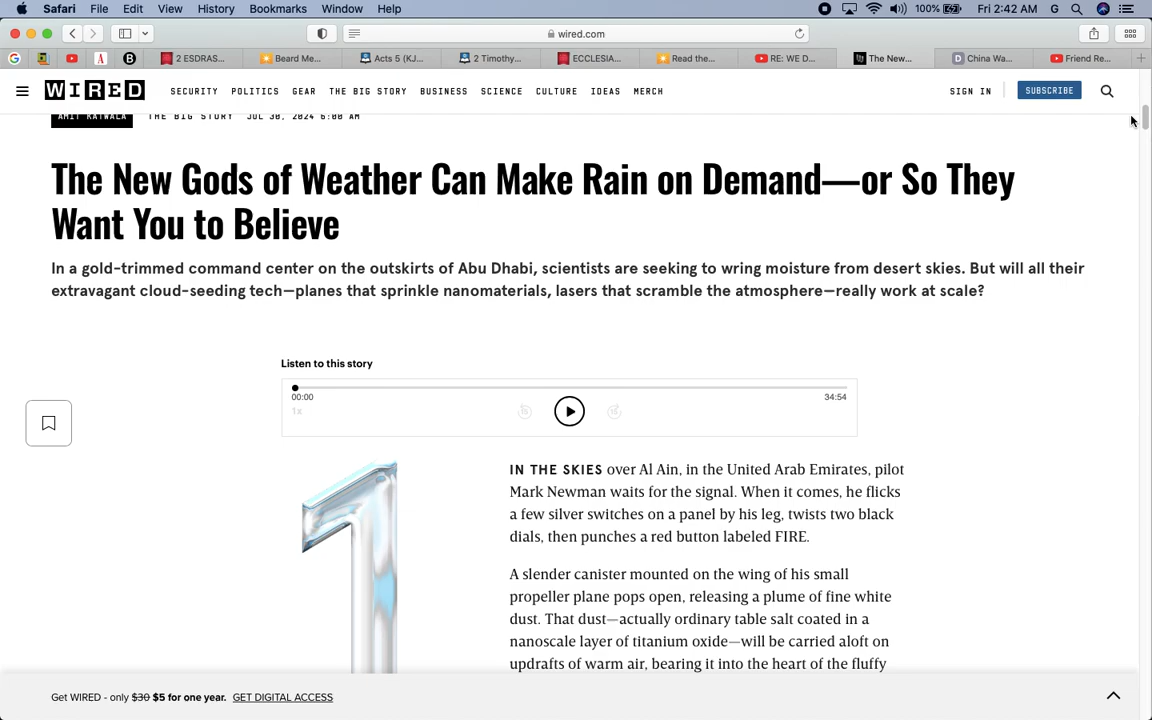 Safari File Edit View History Bookmarks Window Help 100% Fri 2:42 AM G
wired.com
2 ESDRAS... Beard Me... Acts 5 (KJ... 2 Timothy... ECCLESIA... Read the... RE: WE D... The New... China Wa... Friend Re...
WIRED SECURITY POLITICS GEAR THE BIG STORY BUSINESS SCIENCE CULTURE IDEAS MERCH SIGN IN SUBSCRIBE
AMIT KATWALA THE BIG STORY JUL 30, 2024 6:00 AM
The New Gods of Weather Can Make Rain on Demand—or So They
Want You to Believe
In a gold-trimmed command center on the outskirts of Abu Dhabi, scientists are seeking to wring moisture from desert skies. But will all their
extravagant cloud-seeding tech—planes that sprinkle nanomaterials, lasers that scramble the atmosphere—really work at scale?
Listen to this story
00:00 34:54
1x 15 15
1
IN THE SKIES over Al Ain, in the United Arab Emirates, pilot
Mark Newman waits for the signal. When it comes, he flicks
a few silver switches on a panel by his leg, twists two black
dials, then punches a red button labeled FIRE.
A slender canister mounted on the wing of his small
propeller plane pops open, releasing a plume of fine white
dust. That dust—actually ordinary table salt coated in a
nanoscale layer of titanium oxide—will be carried aloft on
updrafts of warm air, bearing it into the heart of the fluffy
Get WIRED - only $30 $5 for one year. GET DIGITAL ACCESS